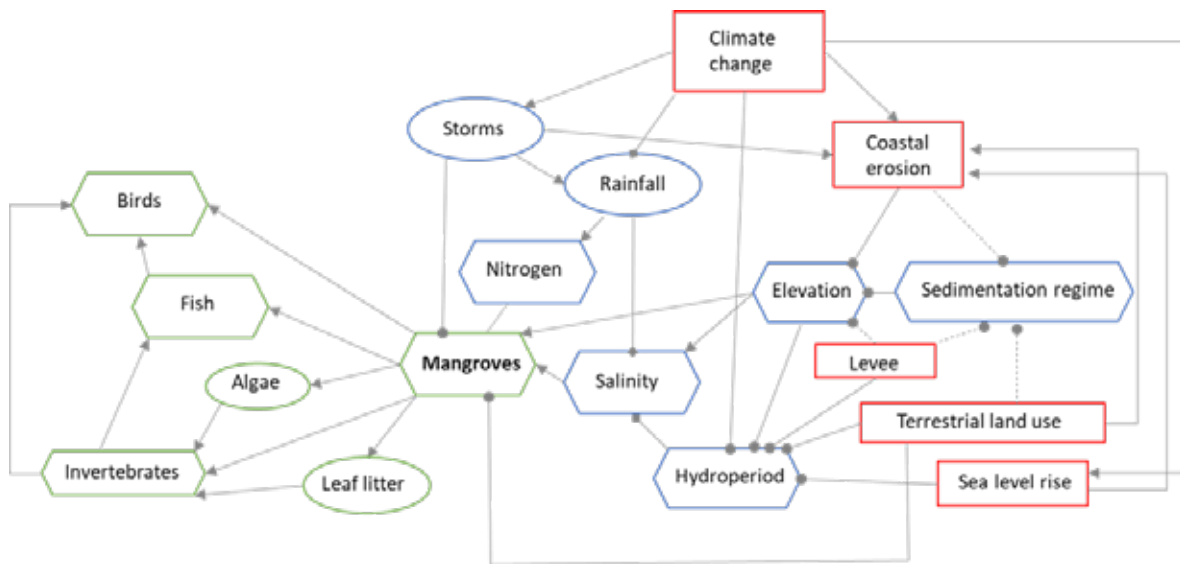 Climate
change
Storms
Coastal
erosion
Rainfall
Birds
Nitrogen
Elevation
Sedimentation regime
Fish
Mangroves
Levee
Algae
Salinity
Terrestrial land use
Invertebrates
Leaf litter
Hydroperiod
Sea level rise